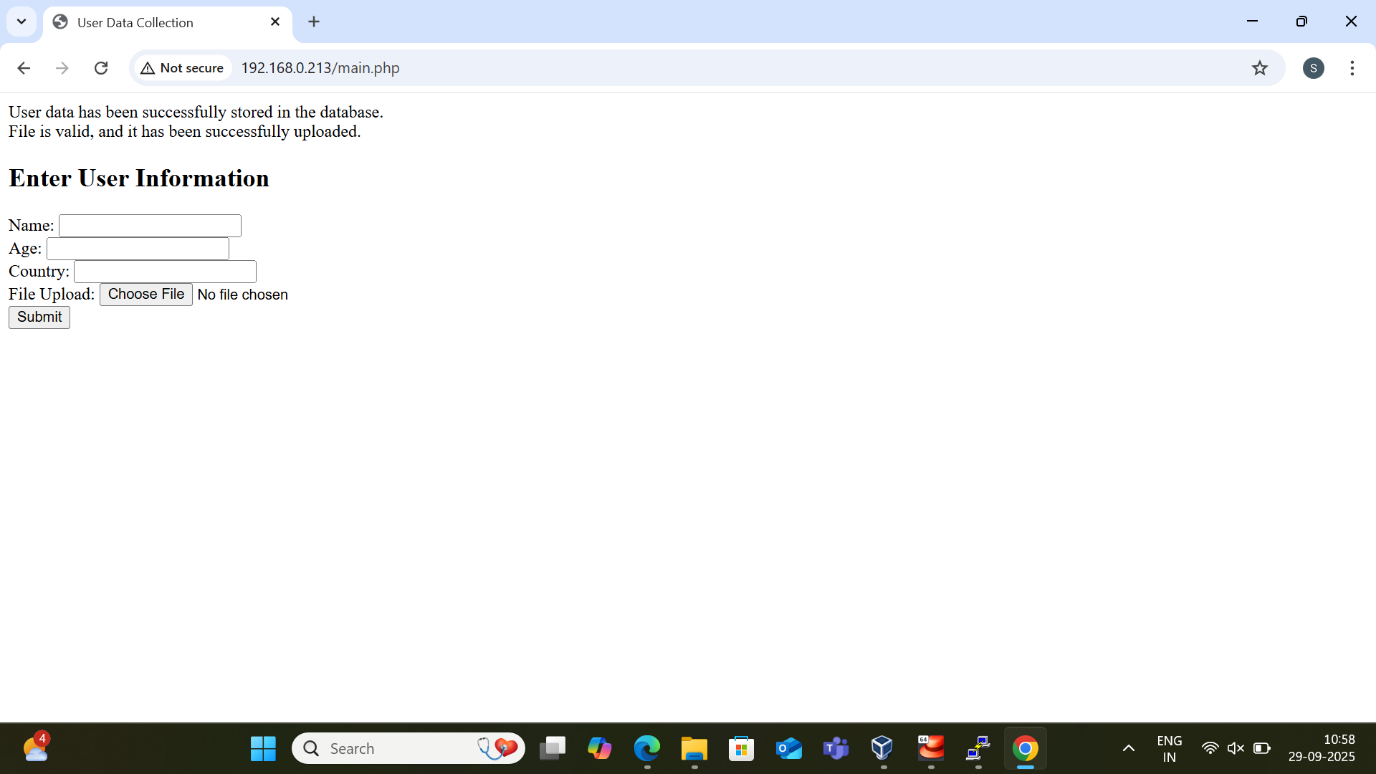 User Data Collection
Not secure
192.168.0.213/main.php
S
User data has been successfully stored in the database.
File is valid, and it has been successfully uploaded.
Enter User Information
Name:
Age:
Country:
File Upload: Choose File No file chosen
Submit
4
Search
64
ENG
IN
10:58
29-09-2025